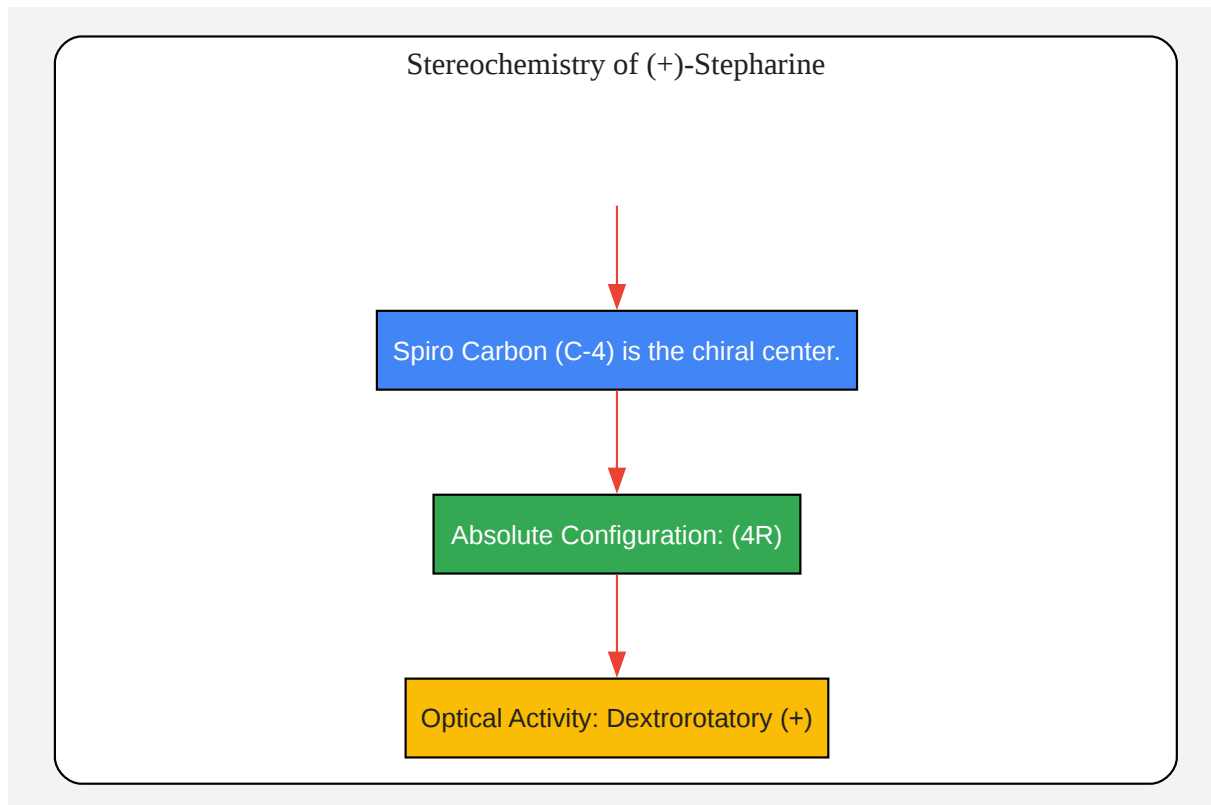 Stereochemistry of (+)-Stepharine
Spiro Carbon (C-4) is the chiral center.
Absolute Configuration: (4R)
Optical Activity: Dextrorotatory (+)